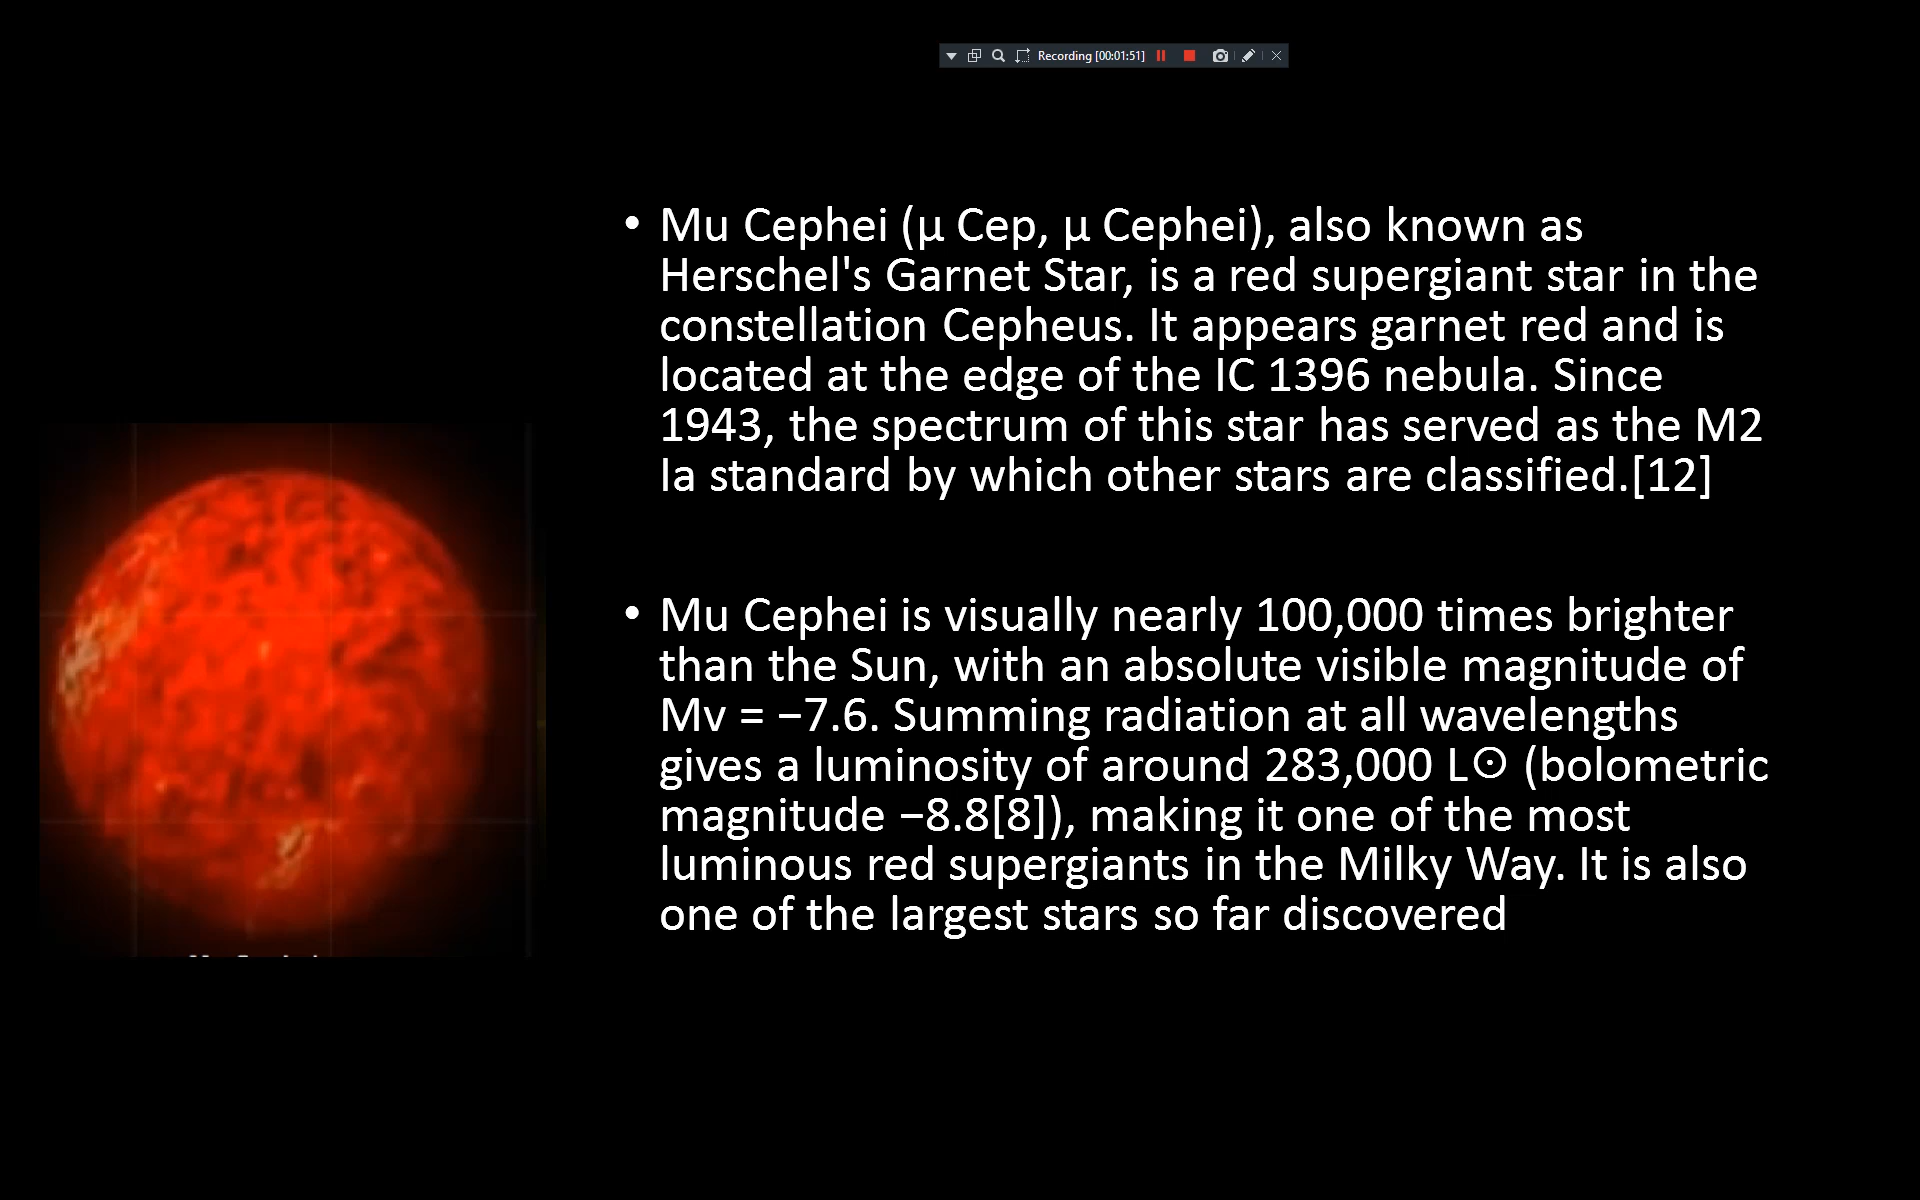 Recording [00:01:51]
• Mu Cephei (μ Cep, μ Cephei), also known as
Herschel's Garnet Star, is a red supergiant star in the
constellation Cepheus. It appears garnet red and is
located at the edge of the IC 1396 nebula. Since
1943, the spectrum of this star has served as the M2
Ia standard by which other stars are classified.[12]
• Mu Cephei is visually nearly 100,000 times brighter
than the Sun, with an absolute visible magnitude of
Mv = −7.6. Summing radiation at all wavelengths
gives a luminosity of around 283,000 L☉ (bolometric
magnitude −8.8[8]), making it one of the most
luminous red supergiants in the Milky Way. It is also
one of the largest stars so far discovered